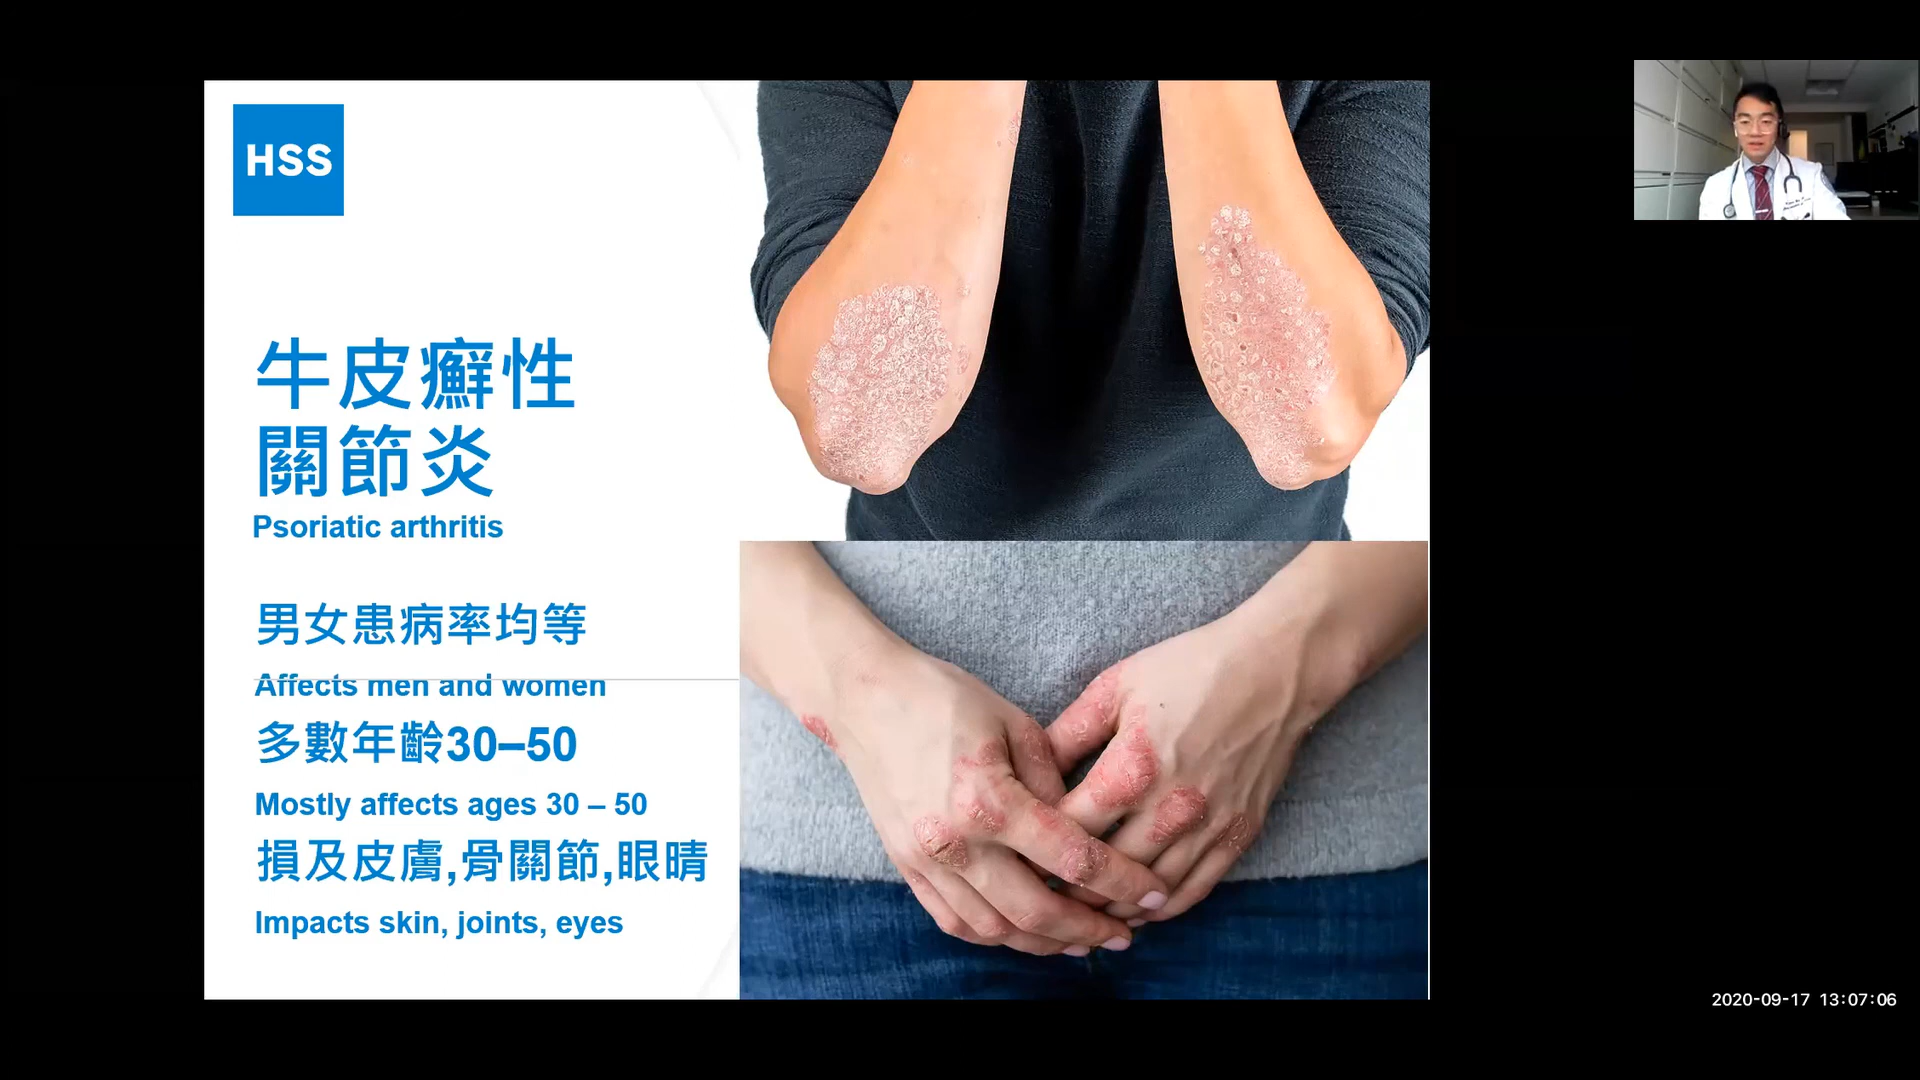 HSS
牛皮癬性
關節炎
Psoriatic arthritis
男女患病率均等
Affects men and women
多數年齡30–50
Mostly affects ages 30 – 50
損及皮膚,骨關節,眼睛
Impacts skin, joints, eyes
2020-09-17 13:07:06